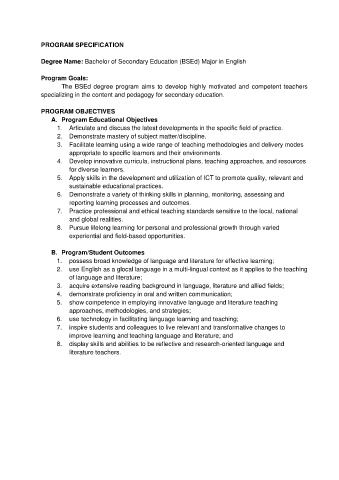 PROGRAM SPECIFICATION
Degree Name: Bachelor of Secondary Education (BSEd) Major in English
Program Goals:
The BSEd degree program aims to develop highly motivated and competent teachers
specializing in the content and pedagogy for secondary education.
PROGRAM OBJECTIVES
A. Program Educational Objectives
1. Articulate and discuss the latest developments in the specific field of practice.
2. Demonstrate mastery of subject matter/discipline.
3. Facilitate learning using a wide range of teaching methodologies and delivery modes
appropriate to specific learners and their environments.
4. Develop innovative curricula, instructional plans, teaching approaches, and resources
for diverse learners.
5. Apply skills in the development and utilization of ICT to promote quality, relevant and
sustainable educational practices.
6. Demonstrate a variety of thinking skills in planning, monitoring, assessing and
reporting learning processes and outcomes.
7. Practice professional and ethical teaching standards sensitive to the local, national
and global realities.
8. Pursue lifelong learning for personal and professional growth through varied
experiential and field-based opportunities.
B. Program/Student Outcomes
1. possess broad knowledge of language and literature for effective learning;
2. use English as a glocal language in a multi-lingual context as it applies to the teaching
of language and literature;
3. acquire extensive reading background in language, literature and allied fields;
4. demonstrate proficiency in oral and written communication;
5. show competence in employing innovative language and literature teaching
approaches, methodologies, and strategies;
6. use technology in facilitating language learning and teaching;
7. inspire students and colleagues to live relevant and transformative changes to
improve learning and teaching language and literature, and
8. display skills and abilities to be reflective and research-oriented language and
literature teachers.